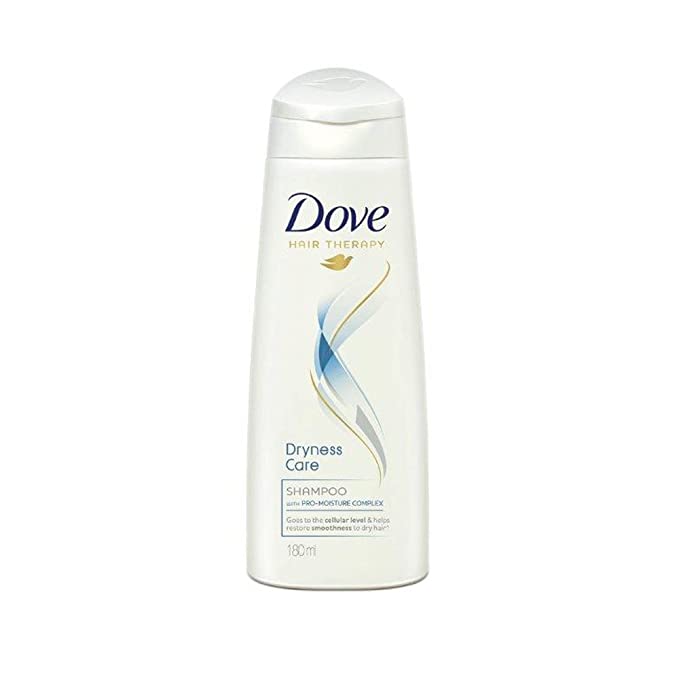 Dove
HAIR THERAPY
Dryness
Care
SHAMPOO
WITH PRO-MOISTURE COMPLEX
Goes to the cellular level & helps
restore smoothness to dry hair*
180ml